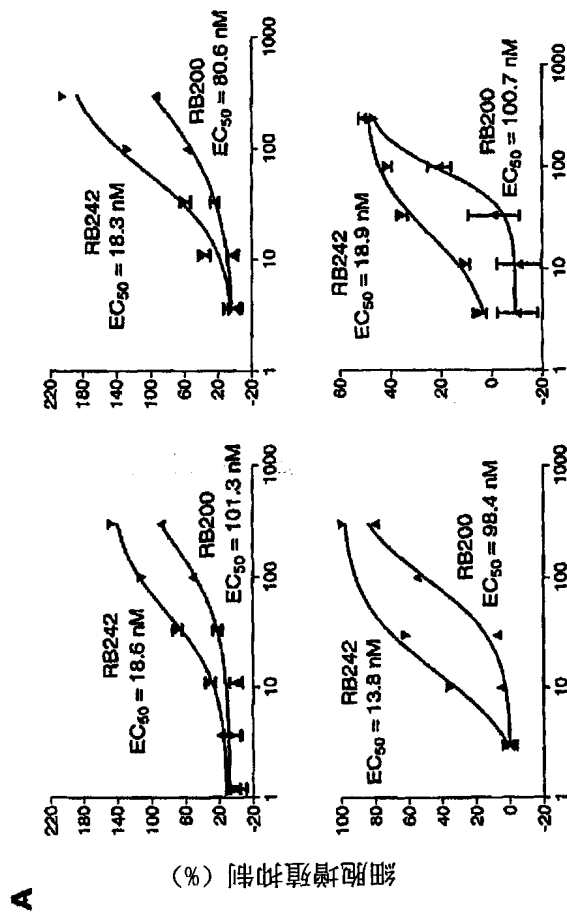 A
细胞增殖抑制 (%)
220
180
140
100
60
20
-20
RB242
EC₅₀ = 18.6 nM
RB200
EC₅₀ = 101.3 nM
1 10 100 1000
220
180
140
100
60
20
-20
RB242
EC₅₀ = 18.3 nM
RB200
EC₅₀ = 80.6 nM
1 10 100 1000
100
80
60
40
20
0
-20
RB242
EC₅₀ = 13.8 nM
RB200
EC₅₀ = 98.4 nM
1 10 100 1000
60
40
20
0
-20
RB242
EC₅₀ = 18.9 nM
RB200
EC₅₀ = 100.7 nM
1 10 100 1000